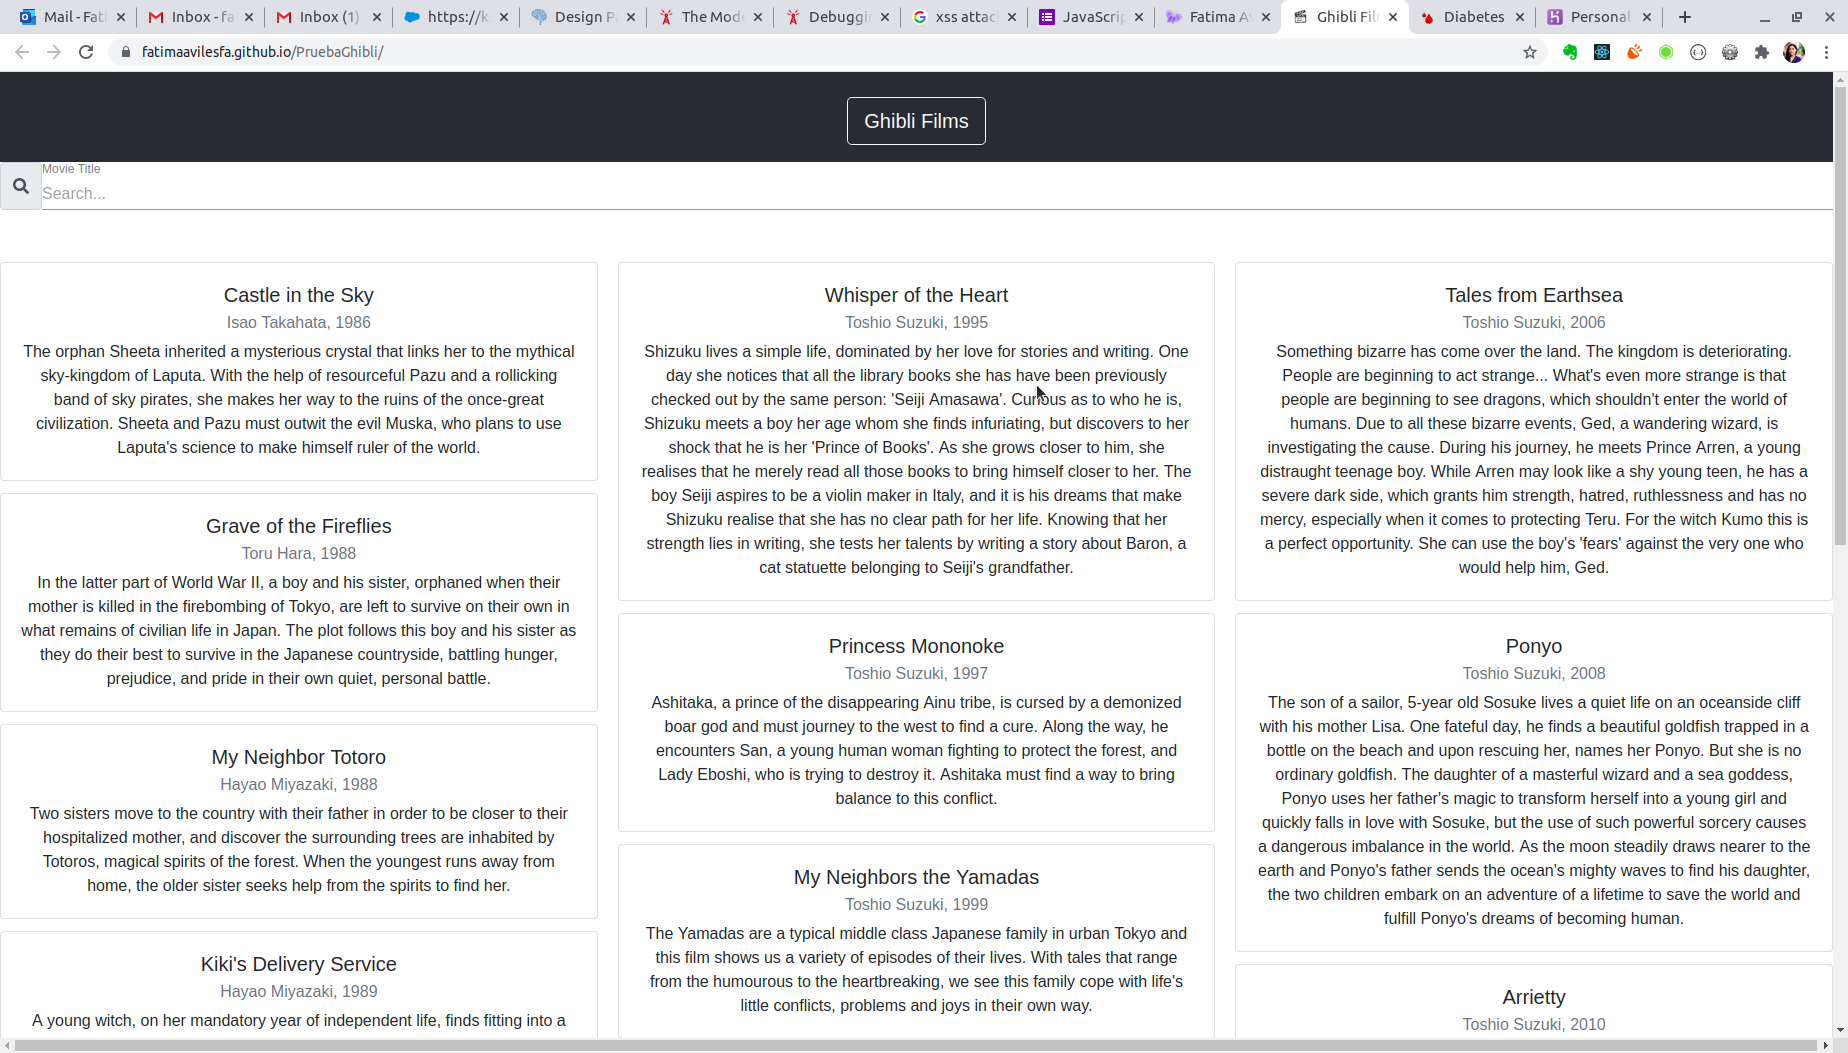 Mail - Fati
Inbox - fa
Inbox (1)
https://k
Design P
The Mod
Debuggin
xss attac
JavaScrip
Fatima A
Ghibli Fil
Diabetes
Personal
fatimaavilesfa.github.io/PruebaGhibli/
Ghibli Films
Movie Title
Search...
Castle in the Sky
Isao Takahata, 1986
The orphan Sheeta inherited a mysterious crystal that links her to the mythical
sky-kingdom of Laputa. With the help of resourceful Pazu and a rollicking
band of sky pirates, she makes her way to the ruins of the once-great
civilization. Sheeta and Pazu must outwit the evil Muska, who plans to use
Laputa's science to make himself ruler of the world.
Grave of the Fireflies
Toru Hara, 1988
In the latter part of World War II, a boy and his sister, orphaned when their
mother is killed in the firebombing of Tokyo, are left to survive on their own in
what remains of civilian life in Japan. The plot follows this boy and his sister as
they do their best to survive in the Japanese countryside, battling hunger,
prejudice, and pride in their own quiet, personal battle.
My Neighbor Totoro
Hayao Miyazaki, 1988
Two sisters move to the country with their father in order to be closer to their
hospitalized mother, and discover the surrounding trees are inhabited by
Totoros, magical spirits of the forest. When the youngest runs away from
home, the older sister seeks help from the spirits to find her.
Kiki's Delivery Service
Hayao Miyazaki, 1989
A young witch, on her mandatory year of independent life, finds fitting into a
Whisper of the Heart
Toshio Suzuki, 1995
Shizuku lives a simple life, dominated by her love for stories and writing. One
day she notices that all the library books she has have been previously
checked out by the same person: 'Seiji Amasawa'. Curious as to who he is,
Shizuku meets a boy her age whom she finds infuriating, but discovers to her
shock that he is her 'Prince of Books'. As she grows closer to him, she
realises that he merely read all those books to bring himself closer to her. The
boy Seiji aspires to be a violin maker in Italy, and it is his dreams that make
Shizuku realise that she has no clear path for her life. Knowing that her
strength lies in writing, she tests her talents by writing a story about Baron, a
cat statuette belonging to Seiji's grandfather.
Princess Mononoke
Toshio Suzuki, 1997
Ashitaka, a prince of the disappearing Ainu tribe, is cursed by a demonized
boar god and must journey to the west to find a cure. Along the way, he
encounters San, a young human woman fighting to protect the forest, and
Lady Eboshi, who is trying to destroy it. Ashitaka must find a way to bring
balance to this conflict.
My Neighbors the Yamadas
Toshio Suzuki, 1999
The Yamadas are a typical middle class Japanese family in urban Tokyo and
this film shows us a variety of episodes of their lives. With tales that range
from the humourous to the heartbreaking, we see this family cope with life's
little conflicts, problems and joys in their own way.
Tales from Earthsea
Toshio Suzuki, 2006
Something bizarre has come over the land. The kingdom is deteriorating.
People are beginning to act strange... What's even more strange is that
people are beginning to see dragons, which shouldn't enter the world of
humans. Due to all these bizarre events, Ged, a wandering wizard, is
investigating the cause. During his journey, he meets Prince Arren, a young
distraught teenage boy. While Arren may look like a shy young teen, he has a
severe dark side, which grants him strength, hatred, ruthlessness and has no
mercy, especially when it comes to protecting Teru. For the witch Kumo this is
a perfect opportunity. She can use the boy's 'fears' against the very one who
would help him, Ged.
Ponyo
Toshio Suzuki, 2008
The son of a sailor, 5-year old Sosuke lives a quiet life on an oceanside cliff
with his mother Lisa. One fateful day, he finds a beautiful goldfish trapped in a
bottle on the beach and upon rescuing her, names her Ponyo. But she is no
ordinary goldfish. The daughter of a masterful wizard and a sea goddess,
Ponyo uses her father's magic to transform herself into a young girl and
quickly falls in love with Sosuke, but the use of such powerful sorcery causes
a dangerous imbalance in the world. As the moon steadily draws nearer to the
earth and Ponyo's father sends the ocean's mighty waves to find his daughter,
the two children embark on an adventure of a lifetime to save the world and
fulfill Ponyo's dreams of becoming human.
Arrietty
Toshio Suzuki, 2010